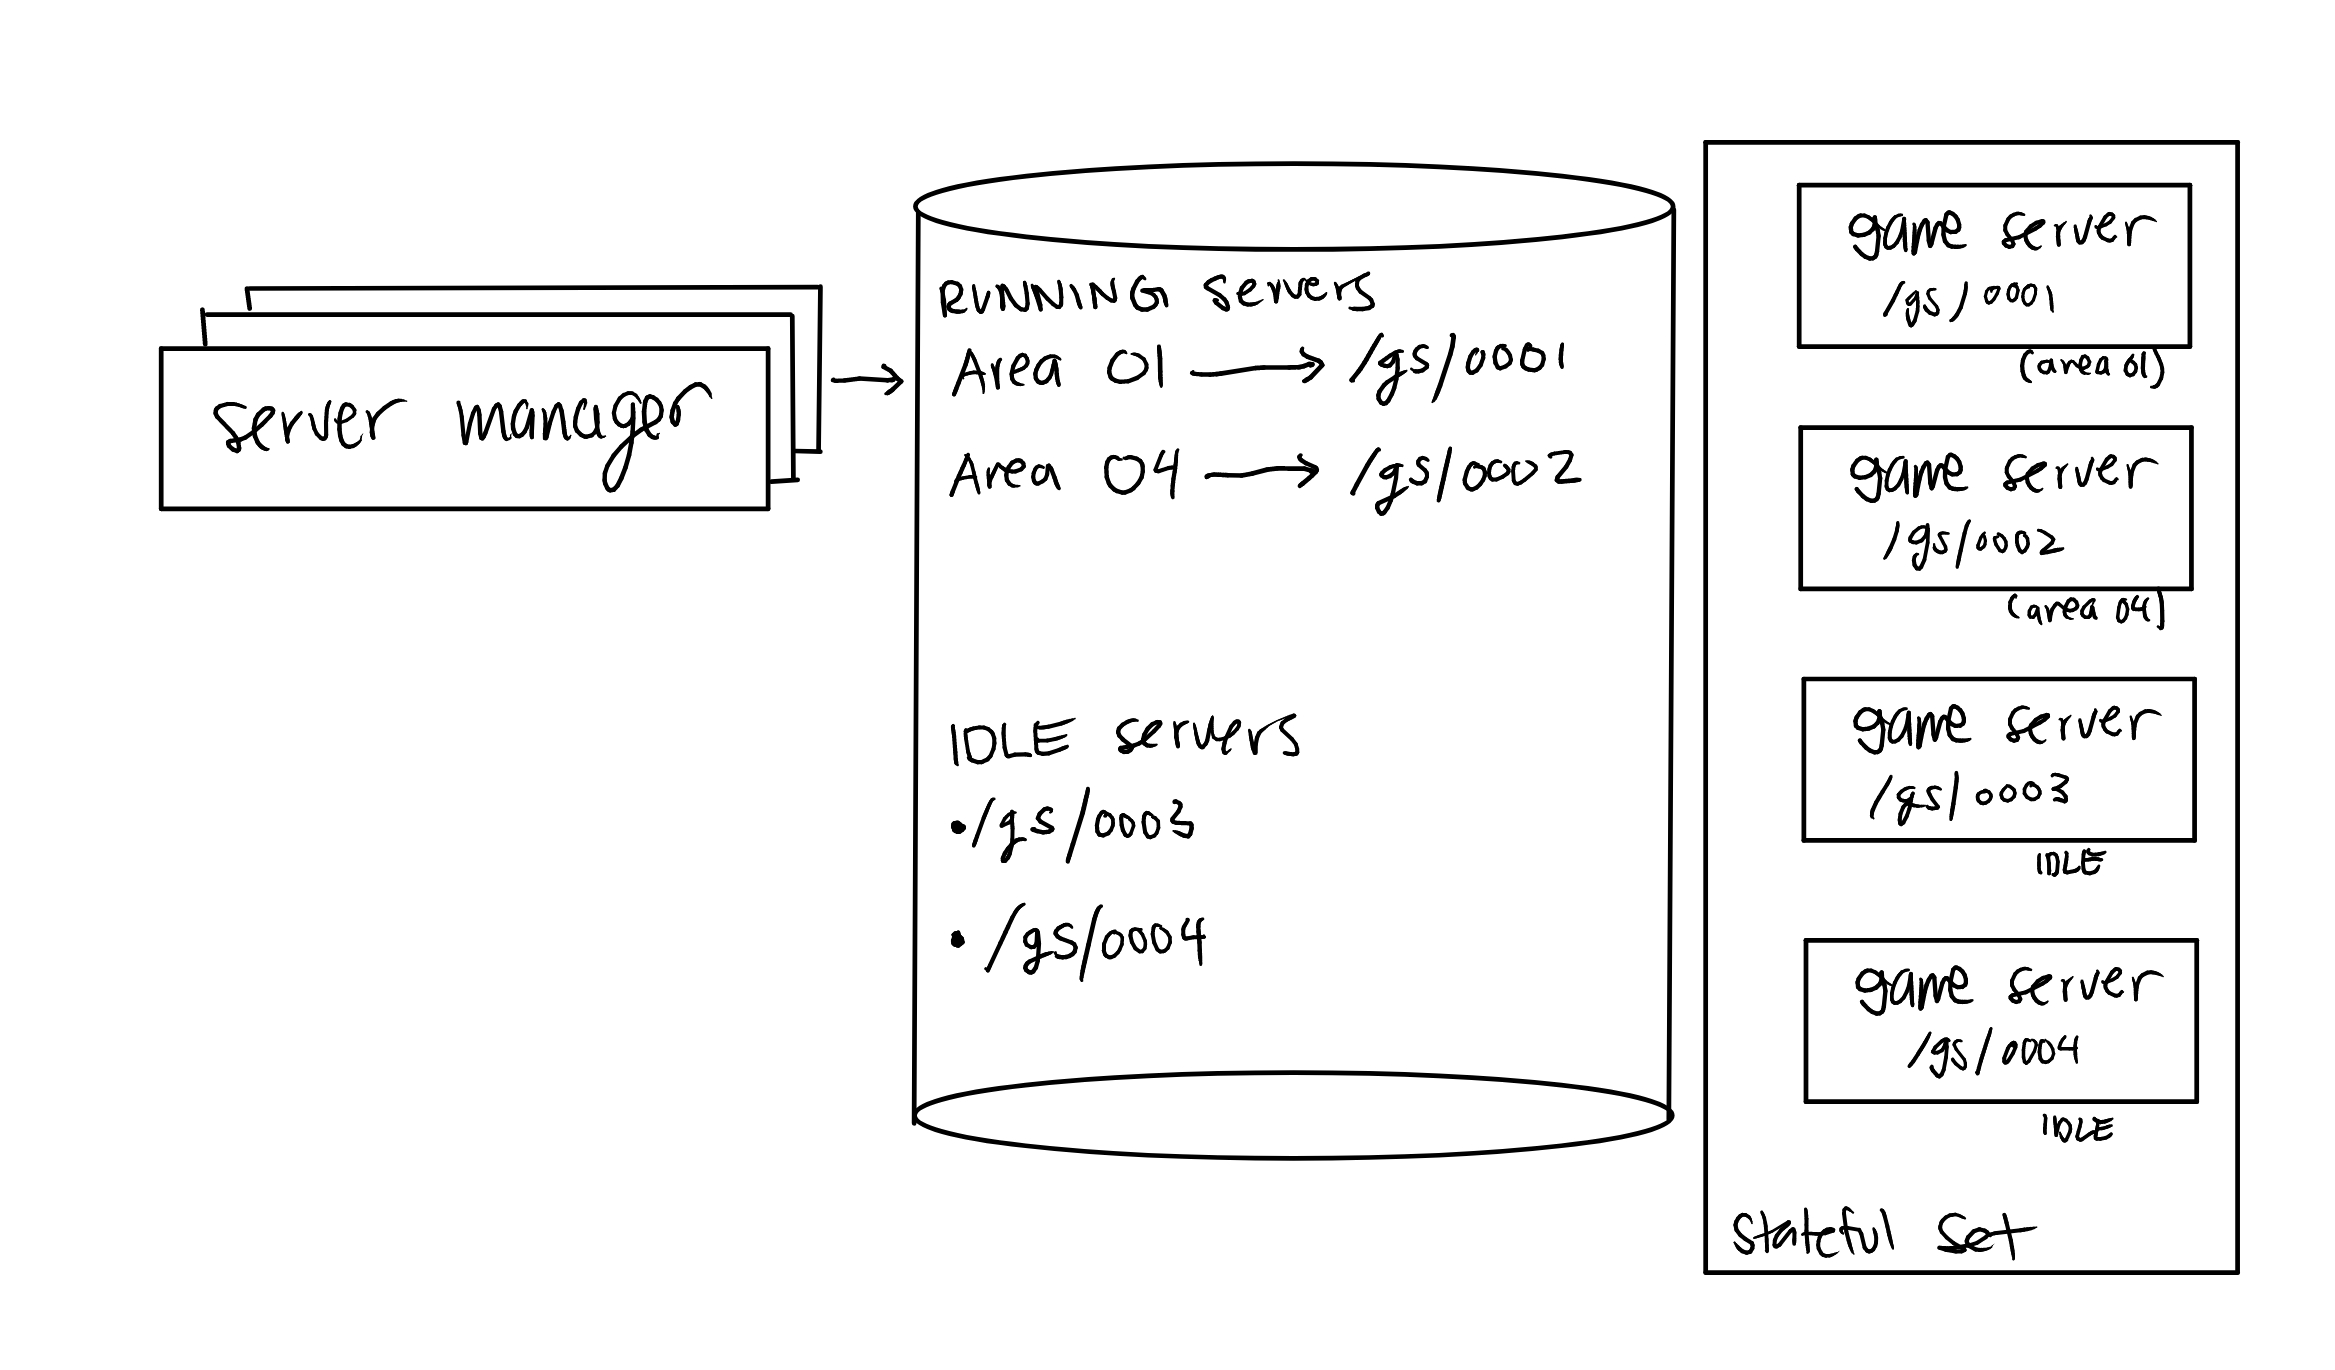 server manager
RUNNING servers
Area 01 → /gs/0001
Area 04 → /gs/0002
IDLE servers
• /gs/0003
• /gs/0004
game server
/gs/0001
(area 01)
game server
/gs/0002
(area 04)
game server
/gs/0003
IDLE
game server
/gs/0004
IDLE
Stateful Set